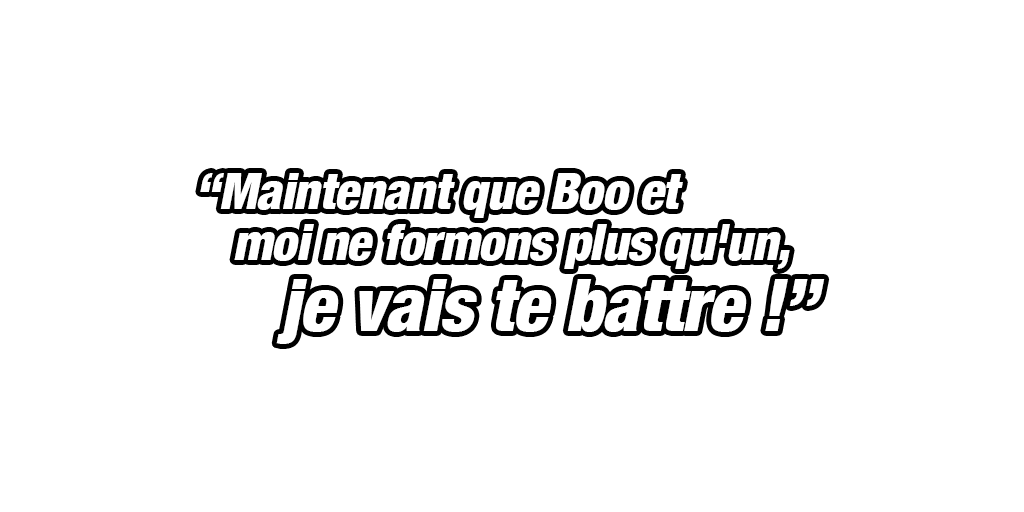 “Maintenant que Boo et
moi ne formons plus qu'un,
je vais te battre !”